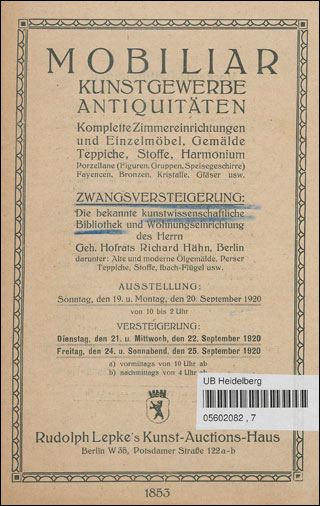 MOBILIAR
KUNSTGEWERBE
ANTIQUITÄTEN
Komplette Zimmereinrichtungen
und Einzelmöbel, Gemälde
Teppiche, Stoffe, Harmonium
Porzellane (Figuren, Gruppen, Speisegeschirre)
Fayencen, Bronzen, Kristalle, Gläser usw.
ZWANGSVERSTEIGERUNG:
Die bekannte kunstwissenschaftliche
Bibliothek und Wohnungseinrichtung
des Herrn
Geh. Hofrats Richard Hähn, Berlin
darunter: Alte und moderne Ölgemälde, Perser
Teppiche, Stoffe, Ibach-Flügel usw.
AUSSTELLUNG:
Sonntag, den 19. u. Montag, den 20. September 1920
von 10 bis 2 Uhr
VERSTEIGERUNG:
Dienstag, den 21. u. Mittwoch, den 22. September 1920
Freitag, den 24. u. Sonnabend, den 25. September 1920
a) vormittags von 10 Uhr ab
b) nachmittags von 4 Uhr ab
UB Heidelberg
05602082 , 7
Rudolph Lepke's Kunst-Auctions-Haus
Berlin W 35, Potsdamer Straße 122 a-b
1853